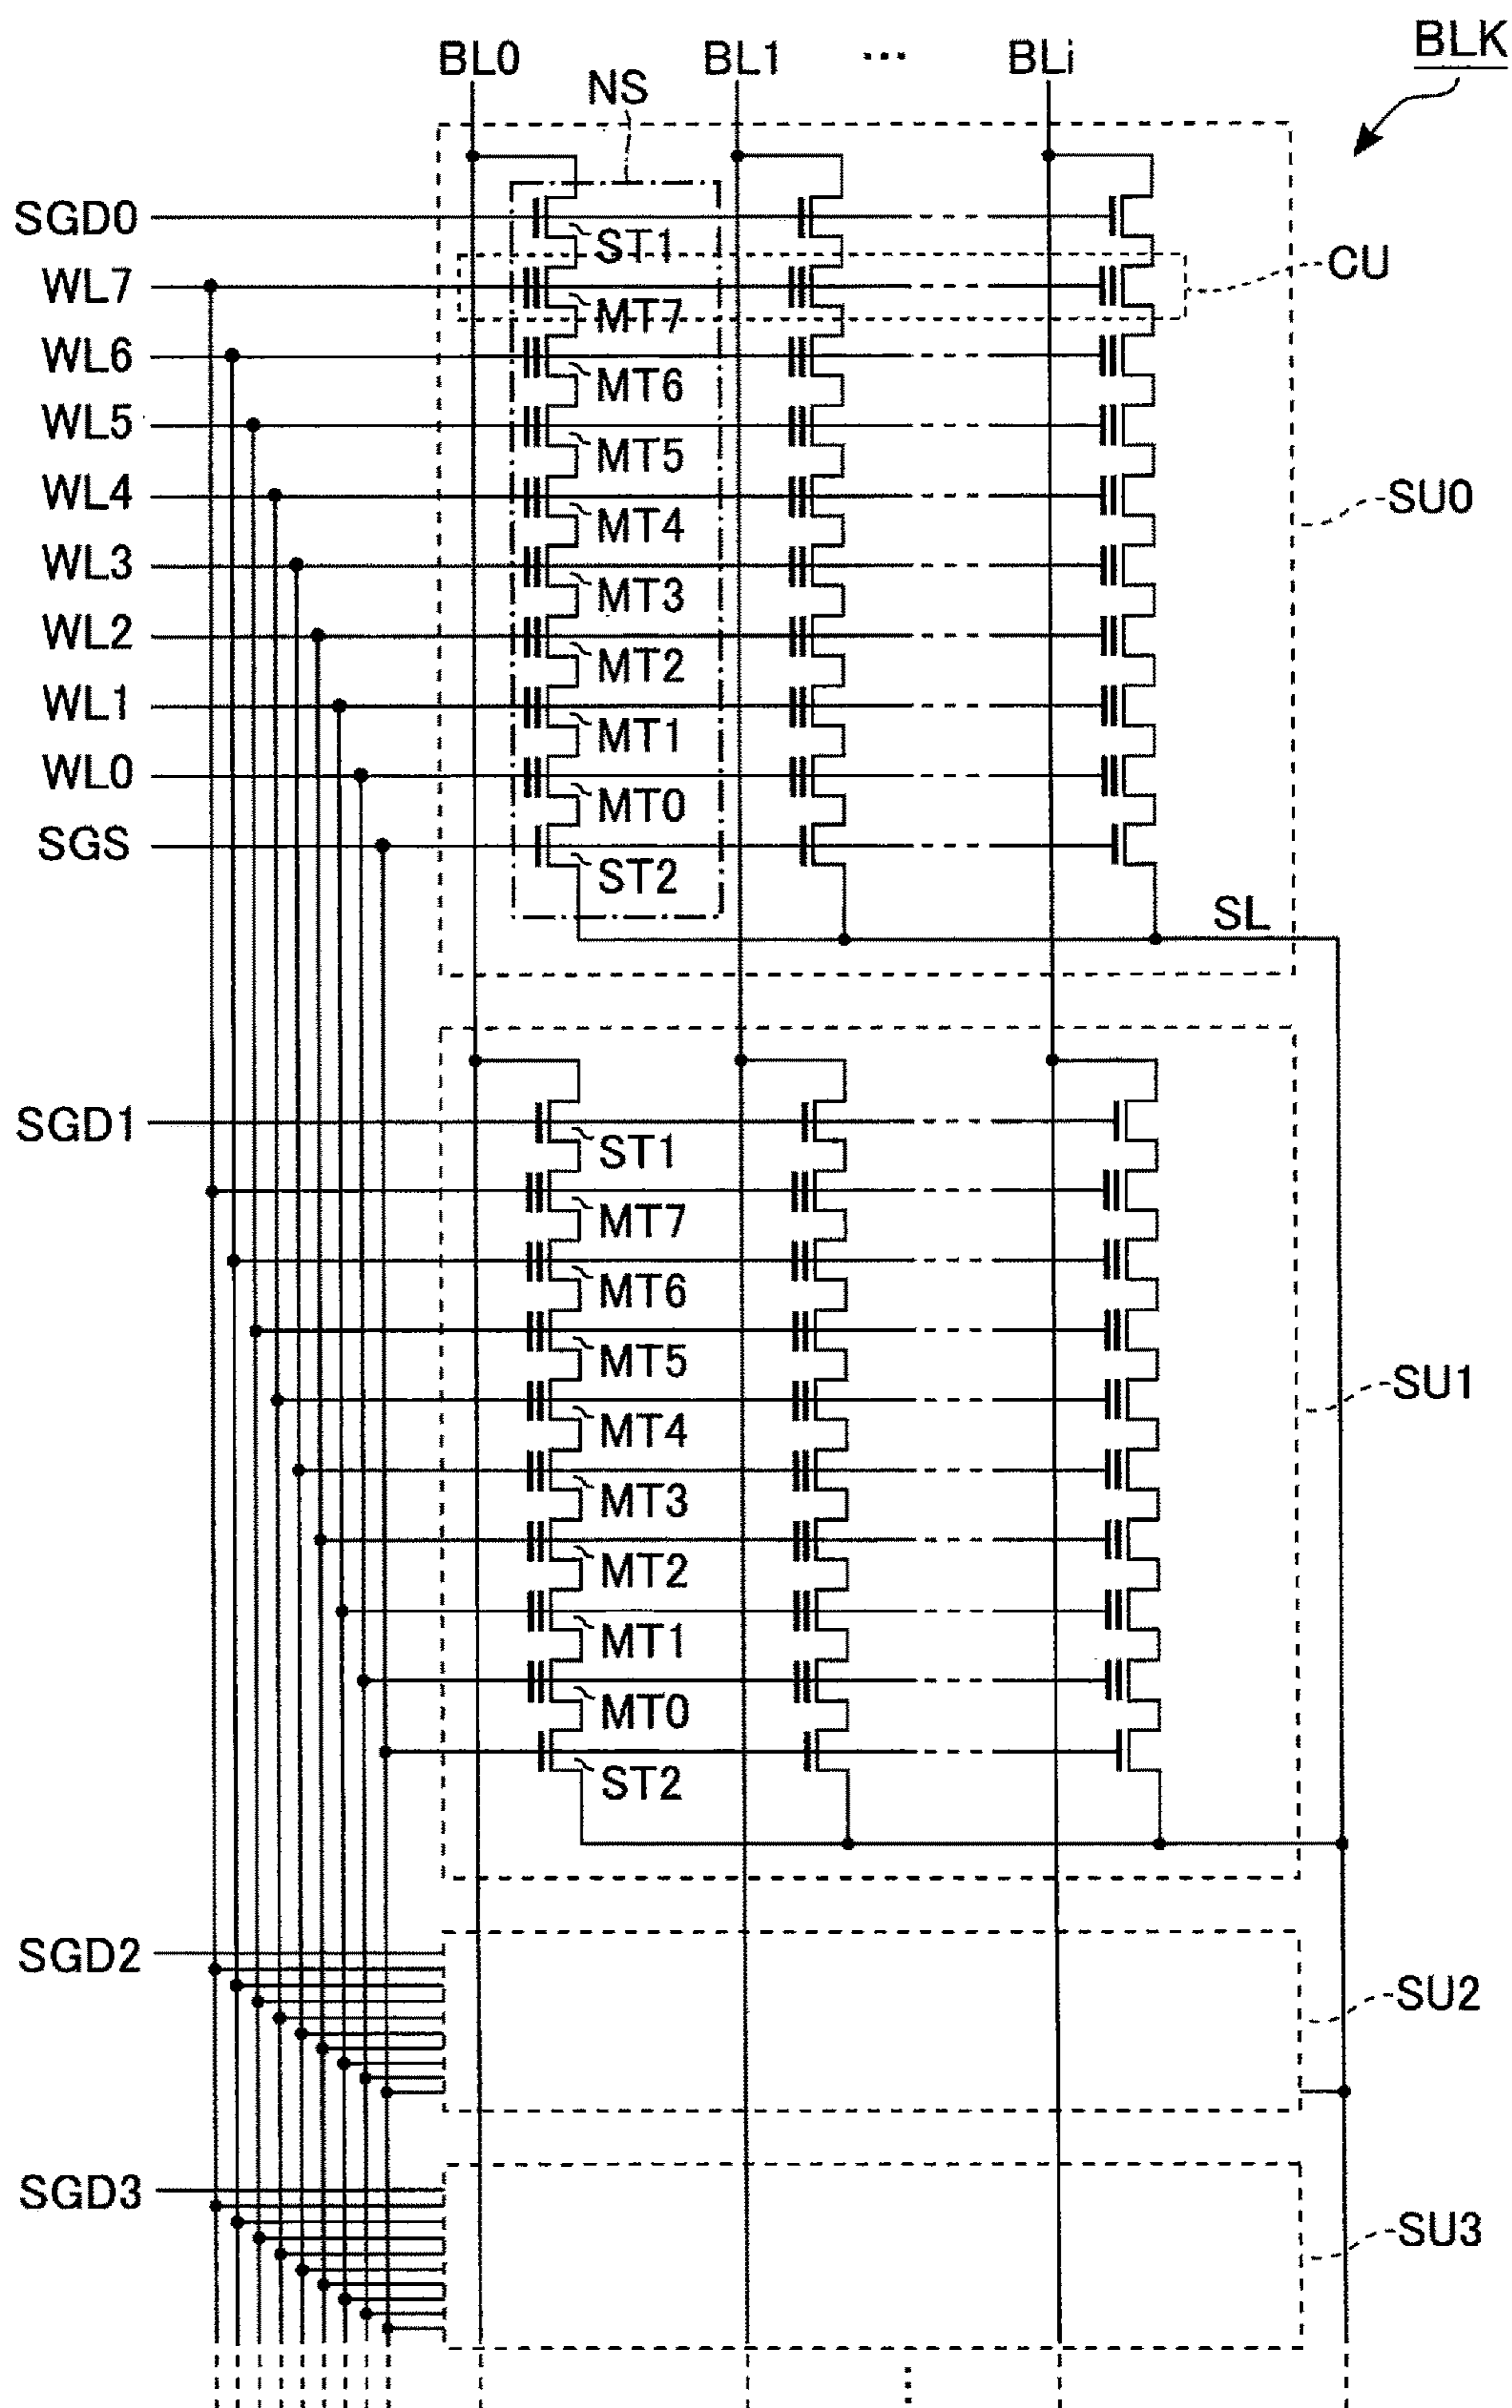 BLK
BL0 BL1 ... BLi
NS
SGD0
ST1
CU
WL7
MT7
WL6
MT6
WL5
MT5
WL4
SU0
MT4
WL3
MT3
WL2
MT2
WL1
MT1
WL0
MT0
SGS
ST2
SL
SGD1
ST1
MT7
MT6
MT5
SU1
MT4
MT3
MT2
MT1
MT0
ST2
SGD2
SU2
SGD3
SU3